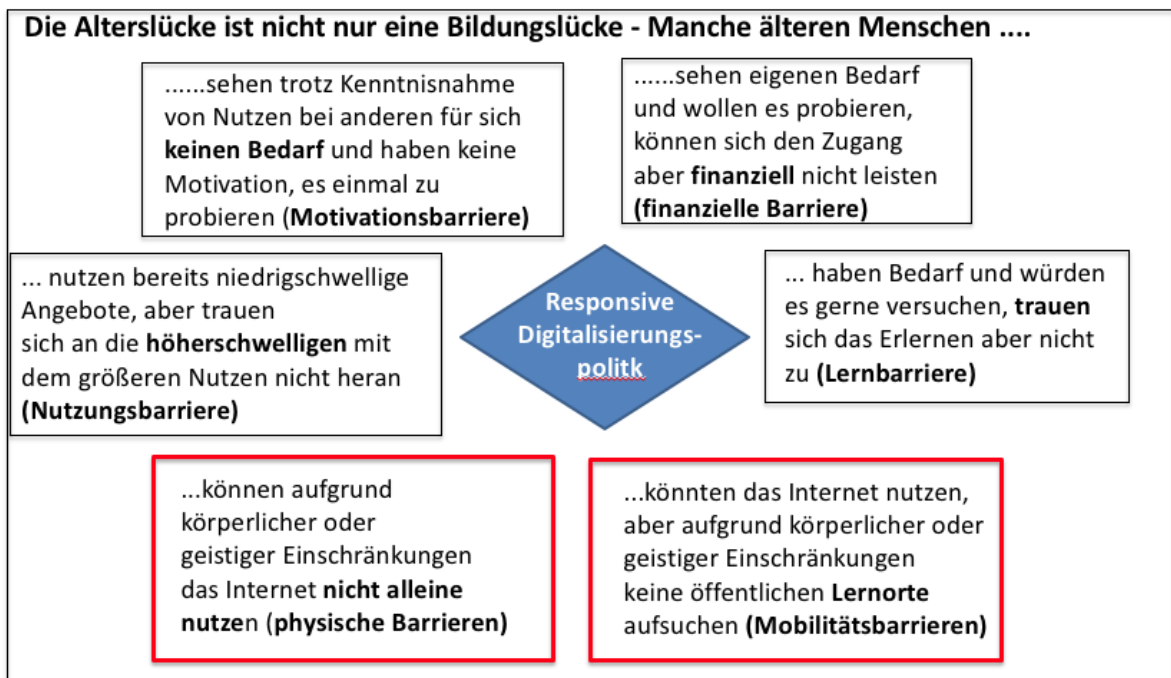 Die Alterslücke ist nicht nur eine Bildungslücke - Manche älteren Menschen ....
......sehen trotz Kenntnisnahme
von Nutzen bei anderen für sich
keinen Bedarf und haben keine
Motivation, es einmal zu
probieren (Motivationsbarriere)
......sehen eigenen Bedarf
und wollen es probieren,
können sich den Zugang
aber finanziell nicht leisten
(finanzielle Barriere)
... nutzen bereits niedrigschwellige
Angebote, aber trauen
sich an die höherschwelligen mit
dem größeren Nutzen nicht heran
(Nutzungsbarriere)
Responsive
Digitalisierungs-
politk
... haben Bedarf und würden
es gerne versuchen, trauen
sich das Erlernen aber nicht
zu (Lernbarriere)
...können aufgrund
körperlicher oder
geistiger Einschränkungen
das Internet nicht alleine
nutzen (physische Barrieren)
...könnten das Internet nutzen,
aber aufgrund körperlicher oder
geistiger Einschränkungen
keine öffentlichen Lernorte
aufsuchen (Mobilitätsbarrieren)